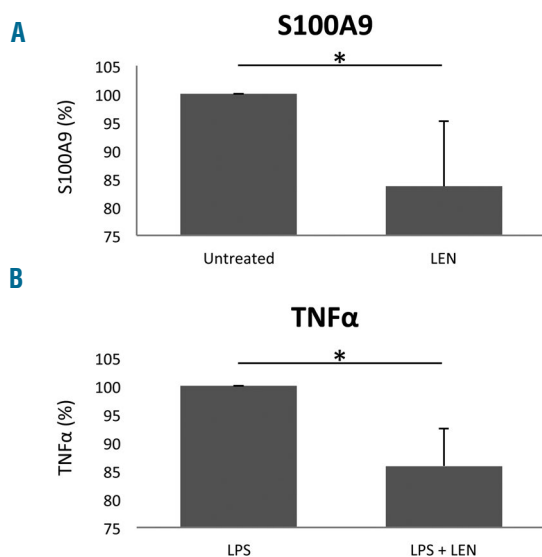 A
S100A9
S100A9 (%)
105
100
95
90
85
80
75
*
Untreated
LEN
B
TNFα
TNFα (%)
105
100
95
90
85
80
75
*
LPS
LPS + LEN